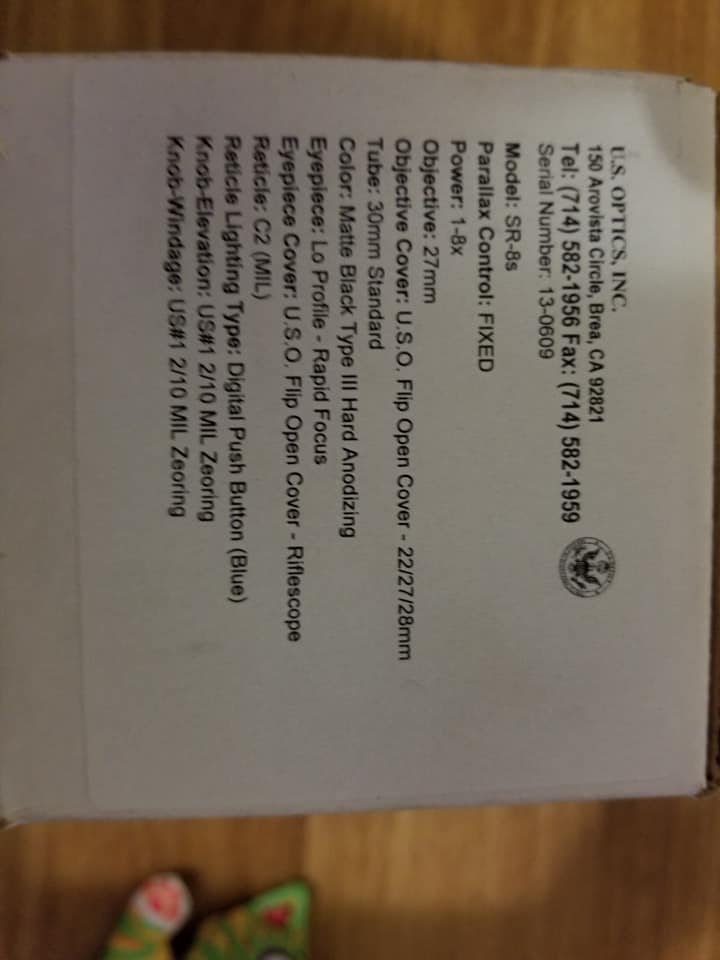 U.S. OPTICS, INC.
150 Arovista Circle, Brea, CA 92821
Tel: (714) 582-1956 Fax: (714) 582-1959
Serial Number: 13-0609
Model: SR-8s
Parallax Control: FIXED
Power: 1-8x
Objective: 27mm
Objective Cover: U.S.O. Flip Open Cover - 22/27/28mm
Tube: 30mm Standard
Color: Matte Black Type III Hard Anodizing
Eyepiece: Lo Profile - Rapid Focus
Eyepiece Cover: U.S.O. Flip Open Cover - Riflescope
Reticle: C2 (MIL)
Reticle Lighting Type: Digital Push Button (Blue)
Knob-Elevation: US#1 2/10 MIL Zeoring
Knob-Windage: US#1 2/10 MIL Zeoring